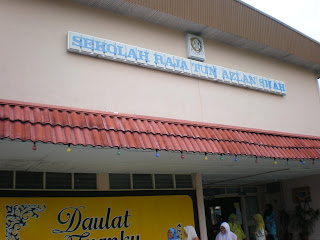 SEKOLAH RAJA TUN AZLAN SHAH
Daulat
Tuanku